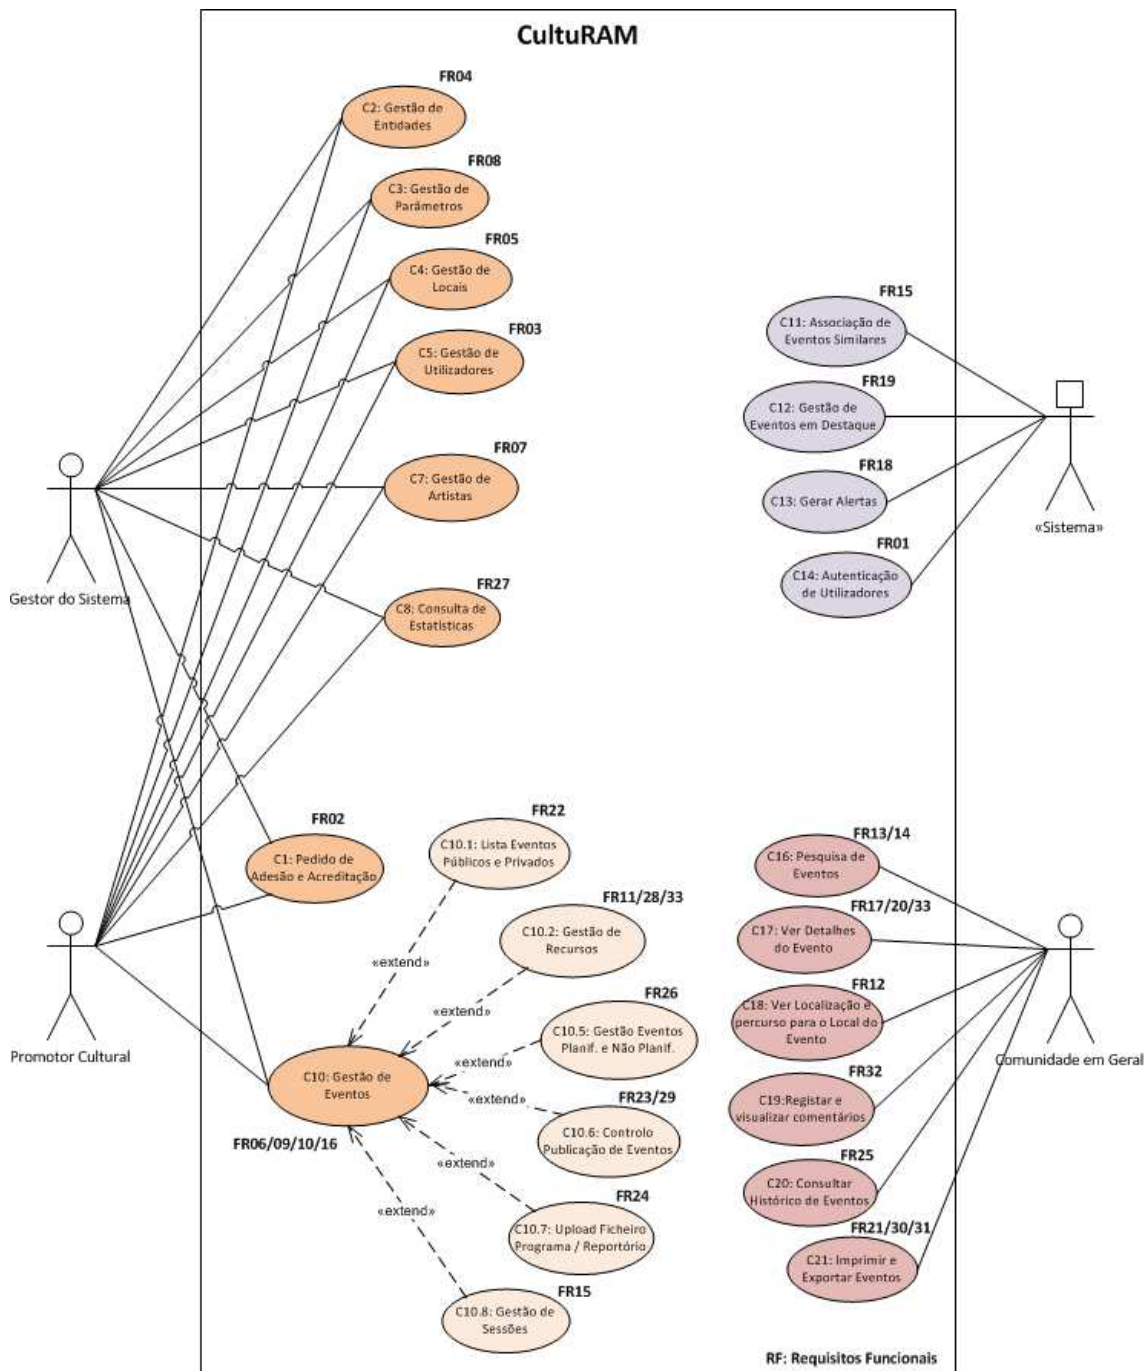 CultuRAM
FR04
C2: Gestão de
Entidades
FR08
C3: Gestão de
Parâmetros
FR05
C4: Gestão de
Locais
FR03
C5: Gestão de
Utilizadores
FR07
C7: Gestão de
Artistas
FR27
C8: Consulta de
Estatísticas
Gestor do Sistema
FR15
C11: Associação de
Eventos Similares
FR19
C12: Gestão de
Eventos em Destaque
FR18
C13: Gerar Alertas
FR01
C14: Autenticação
de Utilizadores
«Sistema»
FR02
C1: Pedido de
Adesão e Acreditação
Promotor Cultural
FR22
C10.1: Lista Eventos
Públicos e Privados
FR11/28/33
C10.2: Gestão de
Recursos
FR26
C10.5: Gestão Eventos
Planif. e Não Planif.
FR23/29
C10.6: Controlo
Publicação de Eventos
FR24
C10.7: Upload Ficheiro
Programa / Reportório
FR15
C10.8: Gestão de
Sessões
«extend»
«extend»
«extend»
«extend»
«extend»
«extend»
C10: Gestão de
Eventos
FR06/09/10/16
FR13/14
C16: Pesquisa de
Eventos
FR17/20/33
C17: Ver Detalhes
do Evento
FR12
C18: Ver Localização e
percurso para o Local do
Evento
FR32
C19:Registar e
visualizar comentários
FR25
C20: Consultar
Histórico de Eventos
FR21/30/31
C21: Imprimir e
Exportar Eventos
Comunidade em Geral
RF: Requisitos Funcionais